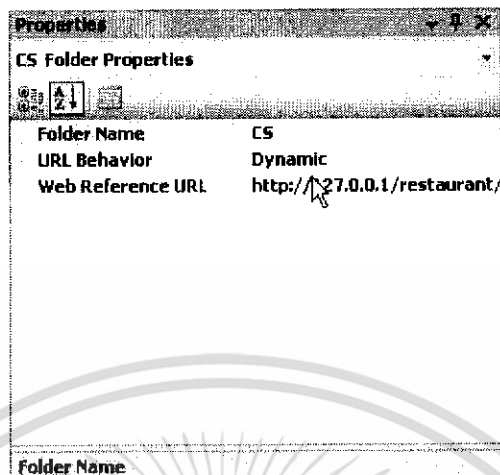 Properties
CS Folder Properties
Folder Name CS
URL Behavior Dynamic
Web Reference URL http://127.0.0.1/restaurant/
Folder Name